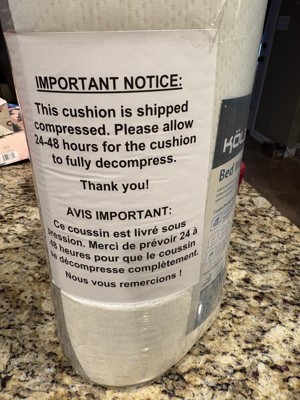 IMPORTANT NOTICE:
This cushion is shipped
compressed. Please allow
24-48 hours for the cushion
to fully decompress.
Thank you!
AVIS IMPORTANT:
Ce coussin est livré sous
pression. Merci de prévoir 24 à
48 heures pour que le coussin
se décompresse complètement.
Nous vous remercions !
Bed